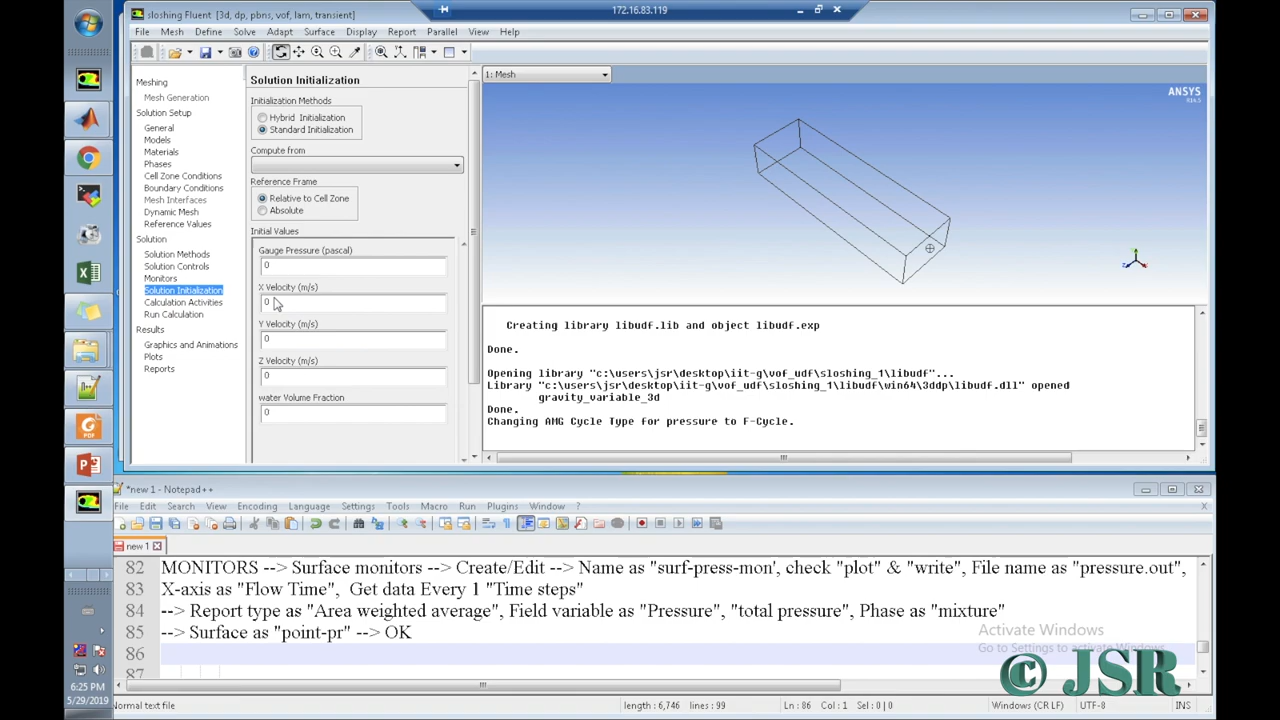 172.16.83.119
sloshing Fluent  [3d, dp, pbns, vof, lam, transient]
File Mesh Define Solve Adapt Surface Display Report Parallel View Help
Meshing
Mesh Generation
Solution Setup
General
Models
Materials
Phases
Cell Zone Conditions
Boundary Conditions
Mesh Interfaces
Dynamic Mesh
Reference Values
Solution
Solution Methods
Solution Controls
Monitors
Solution Initialization
Calculation Activities
Run Calculation
Results
Graphics and Animations
Plots
Reports
Solution Initialization
Initialization Methods
Hybrid Initialization
Standard Initialization
Compute from
Reference Frame
Relative to Cell Zone
Absolute
Initial Values
Gauge Pressure (pascal)
0
X Velocity (m/s)
0
Y Velocity (m/s)
0
Z Velocity (m/s)
0
water Volume Fraction
0
1: Mesh
ANSYS
Creating library libudf.lib and object libudf.exp
Done.
Opening library "c:\users\jsr\desktop\iit-g\vof_udf\sloshing_1\libudf"...
Library "c:\users\jsr\desktop\iit-g\vof_udf\sloshing_1\libudf\win64\3ddp\libudf.dll" opened
gravity_variable_3d
Done.
Changing AMG Cycle Type for pressure to F-Cycle.
*new 1 - Notepad++
File Edit Search View Encoding Language Settings Tools Macro Run Plugins Window ?
new 1
82 MONITORS --> Surface monitors --> Create/Edit --> Name as "surf-press-mon', check "plot" & "write", File name as "pressure.out",
83 X-axis as "Flow Time",  Get data Every 1 "Time steps"
84 --> Report type as "Area weighted average", Field variable as "Pressure", "total pressure", Phase as "mixture"
85 --> Surface as "point-pr" --> OK
86
87
Activate Windows
Go to Settings to activate Windows.
© JSR
Normal text file length : 6,746 lines : 99 Ln : 86 Col : 1 Sel : 0 | 0 Windows (CR LF) UTF-8 INS
6:25 PM
5/29/2019
PDF